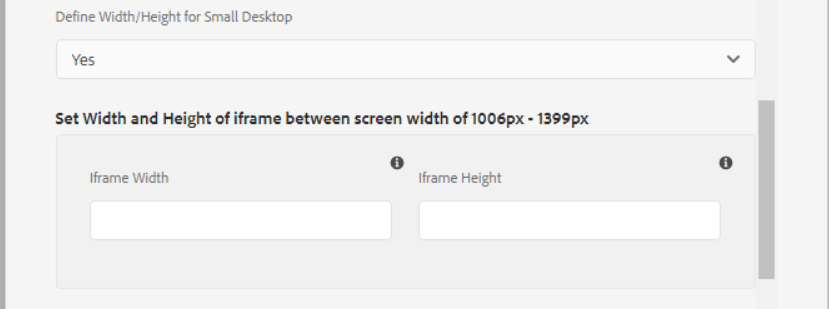 Define Width/Height for Small Desktop
Yes
Set Width and Height of iframe between screen width of 1006px - 1399px
Iframe Width
Iframe Height